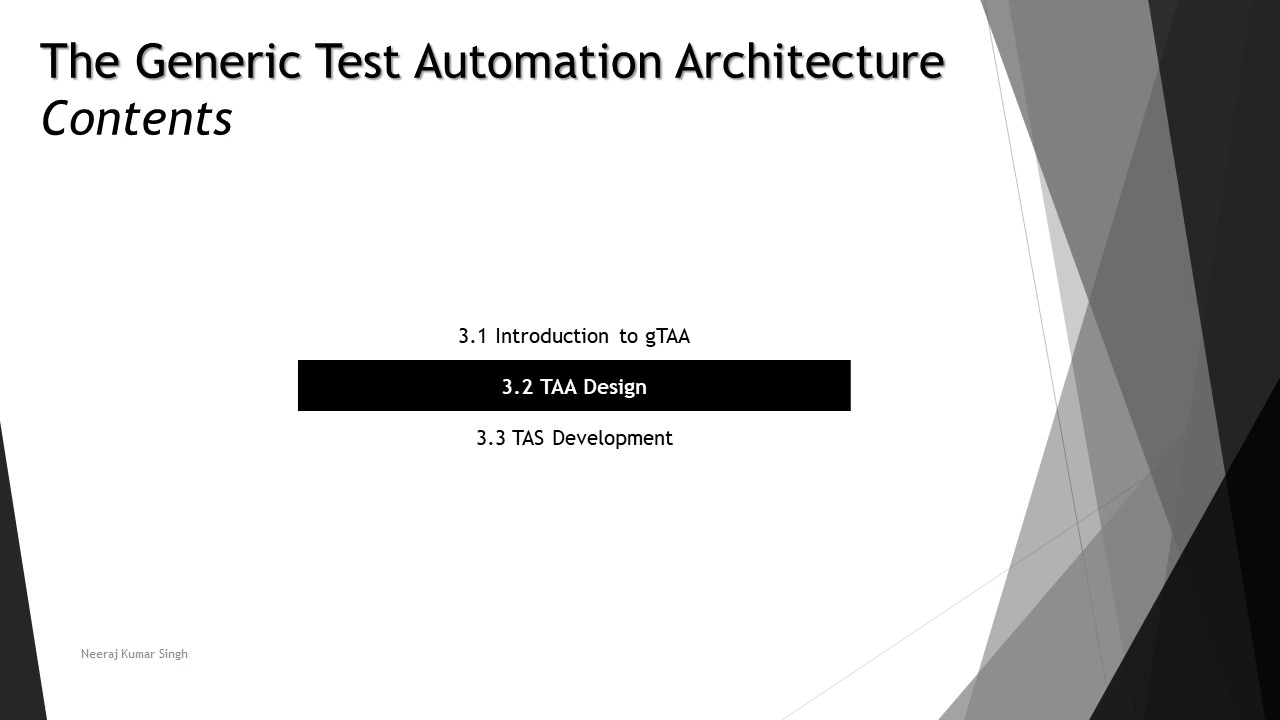 The Generic Test Automation Architecture
Contents
3.1 Introduction to gTAA
3.2 TAA Design
3.3 TAS Development
Neeraj Kumar Singh